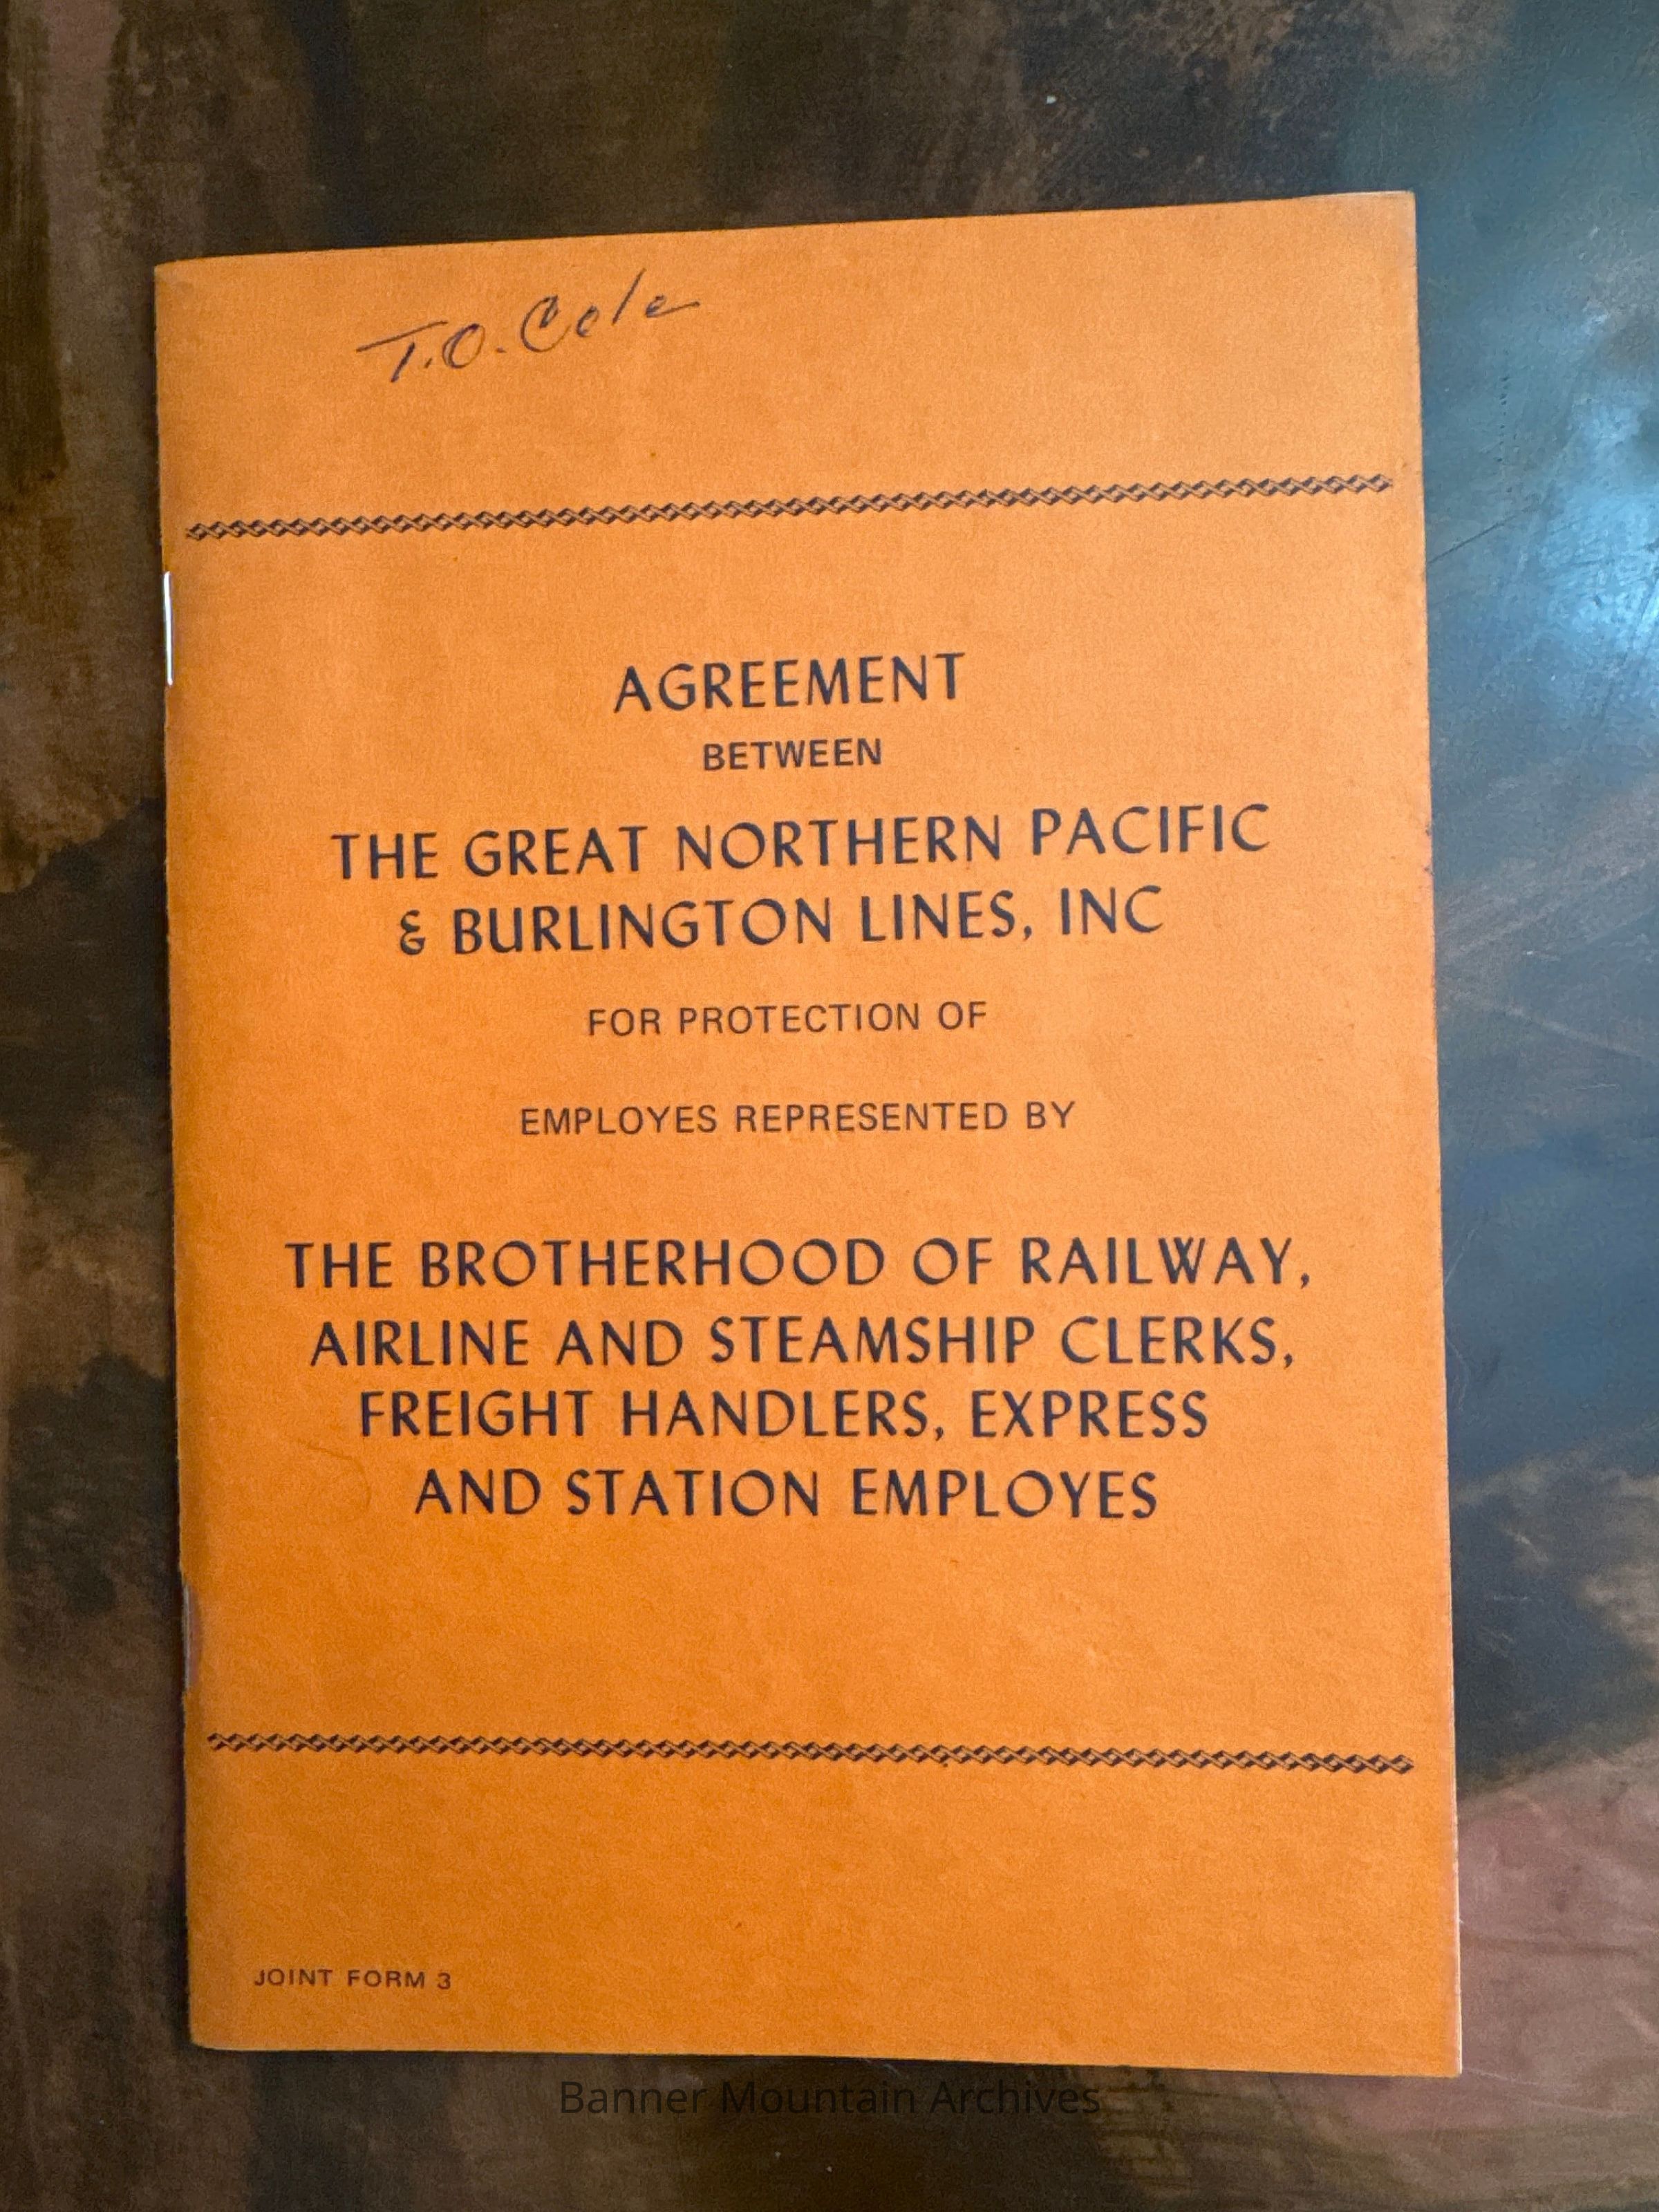 T.O. Cole
AGREEMENT
BETWEEN
THE GREAT NORTHERN PACIFIC
& BURLINGTON LINES, INC
FOR PROTECTION OF
EMPLOYES REPRESENTED BY
THE BROTHERHOOD OF RAILWAY,
AIRLINE AND STEAMSHIP CLERKS,
FREIGHT HANDLERS, EXPRESS
AND STATION EMPLOYES
JOINT FORM 3
Banner Mountain Archives